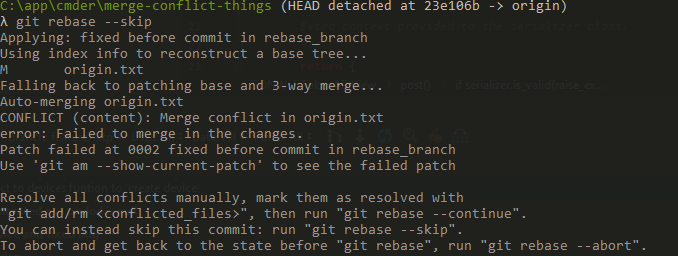 C:\app\cmder\merge-conflict-things (HEAD detached at 23e106b -> origin)
λ git rebase --skip
Applying: fixed before commit in rebase_branch
Using index info to reconstruct a base tree...
M       origin.txt
Falling back to patching base and 3-way merge...
Auto-merging origin.txt
CONFLICT (content): Merge conflict in origin.txt
error: Failed to merge in the changes.
Patch failed at 0002 fixed before commit in rebase_branch
Use 'git am --show-current-patch' to see the failed patch

Resolve all conflicts manually, mark them as resolved with
"git add/rm <conflicted_files>", then run "git rebase --continue".
You can instead skip this commit: run "git rebase --skip".
To abort and get back to the state before "git rebase", run "git rebase --abort".